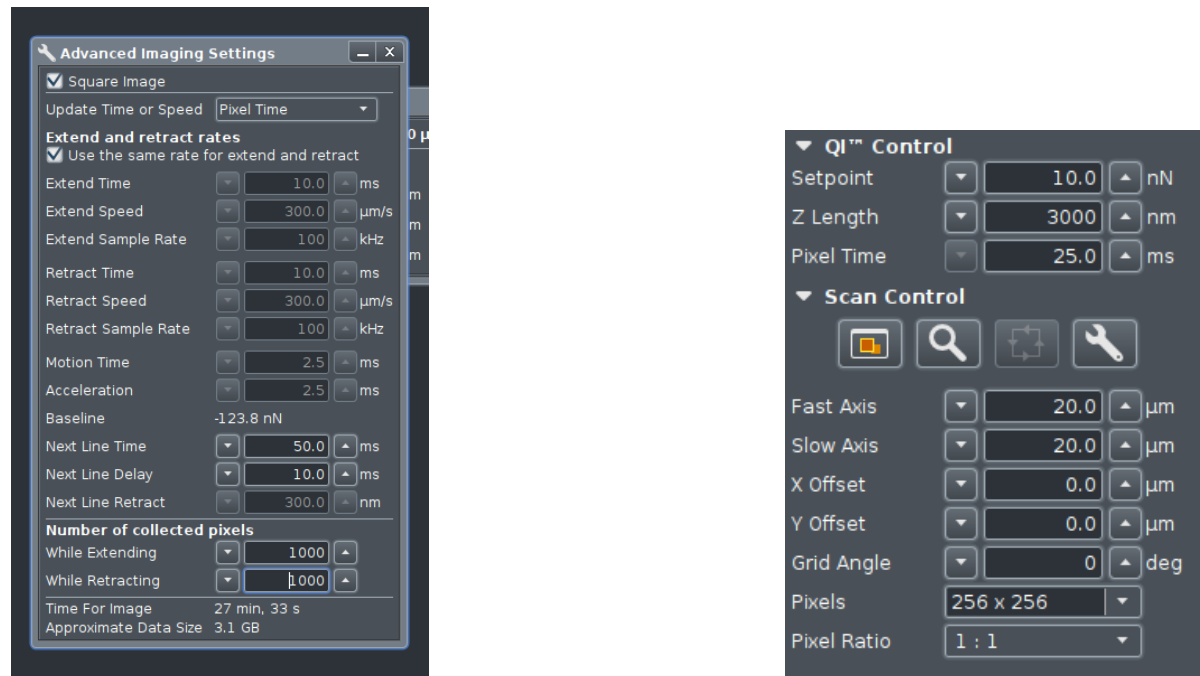 Advanced Imaging Settings
Square Image
Update Time or Speed Pixel Time
Extend and retract rates
Use the same rate for extend and retract
Extend Time 10.0 ms
Extend Speed 300.0 µm/s
Extend Sample Rate 100 kHz
Retract Time 10.0 ms
Retract Speed 300.0 µm/s
Retract Sample Rate 100 kHz
Motion Time 2.5 ms
Acceleration 2.5 ms
Baseline -123.8 nN
Next Line Time 50.0 ms
Next Line Delay 10.0 ms
Next Line Retract 300.0 nm
Number of collected pixels
While Extending 1000
While Retracting 1000
Time For Image 27 min, 33 s
Approximate Data Size 3.1 GB
0 µ
m
m
m
QI™ Control
Setpoint 10.0 nN
Z Length 3000 nm
Pixel Time 25.0 ms
Scan Control
Fast Axis 20.0 µm
Slow Axis 20.0 µm
X Offset 0.0 µm
Y Offset 0.0 µm
Grid Angle 0 deg
Pixels 256 x 256
Pixel Ratio 1 : 1